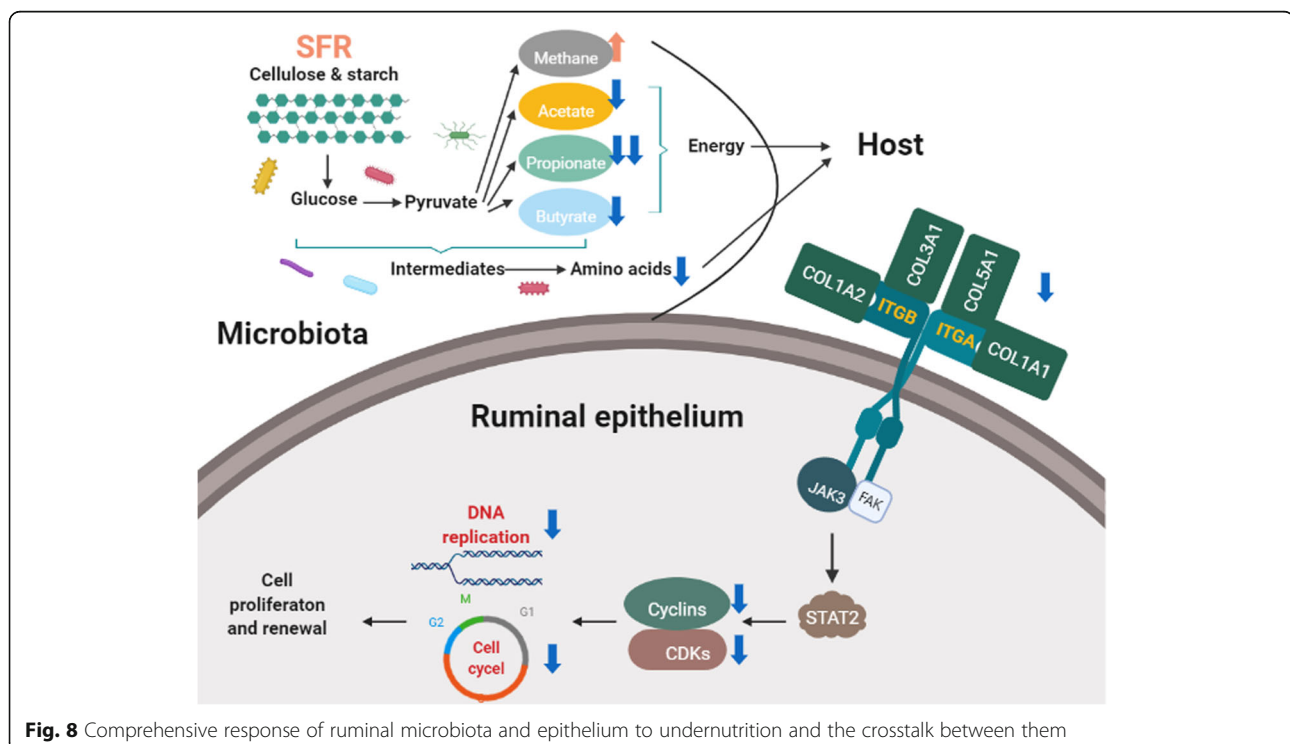 SFR
Cellulose & starch
Glucose
Pyruvate
Methane
Acetate
Propionate
Butyrate
Energy
Host
Intermediates
Amino acids
Microbiota
COL1A2
COL3A1
COL5A1
COL1A1
ITGB
ITGA
Ruminal epithelium
JAK3
FAK
STAT2
Cyclins
CDKs
DNA
replication
M
G1
G2
Cell
cycel
Cell
proliferaton
and renewal
Fig. 8 Comprehensive response of ruminal microbiota and epithelium to undernutrition and the crosstalk between them